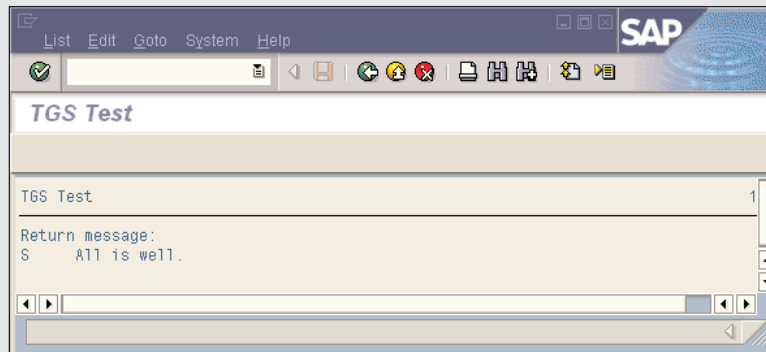 List Edit Goto System Help
SAP
TGS Test
TGS Test 1
Return message:
S All is well.